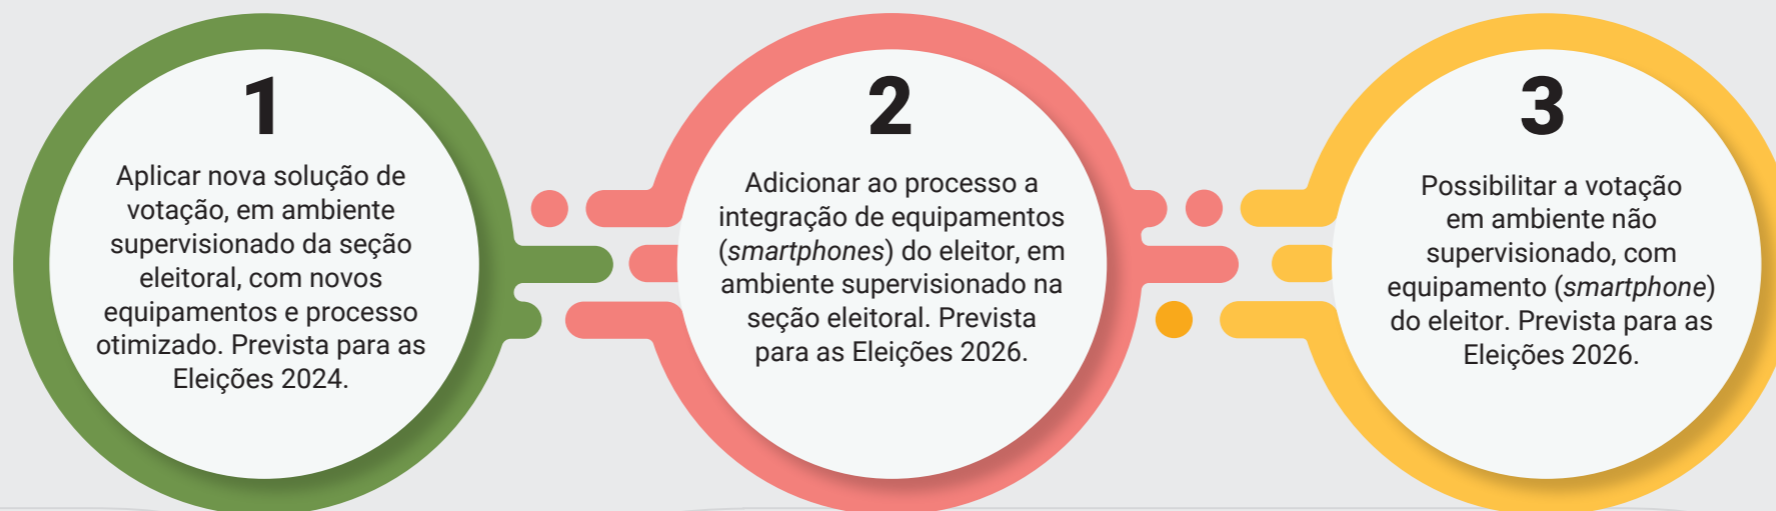 1
Aplicar nova solução de
votação, em ambiente
supervisionado da seção
eleitoral, com novos
equipamentos e processo
otimizado. Prevista para as
Eleições 2024.
2
Adicionar ao processo a
integração de equipamentos
(smartphones) do eleitor, em
ambiente supervisionado na
seção eleitoral. Prevista
para as Eleições 2026.
3
Possibilitar a votação
em ambiente não
supervisionado, com
equipamento (smartphone)
do eleitor. Prevista para as
Eleições 2026.